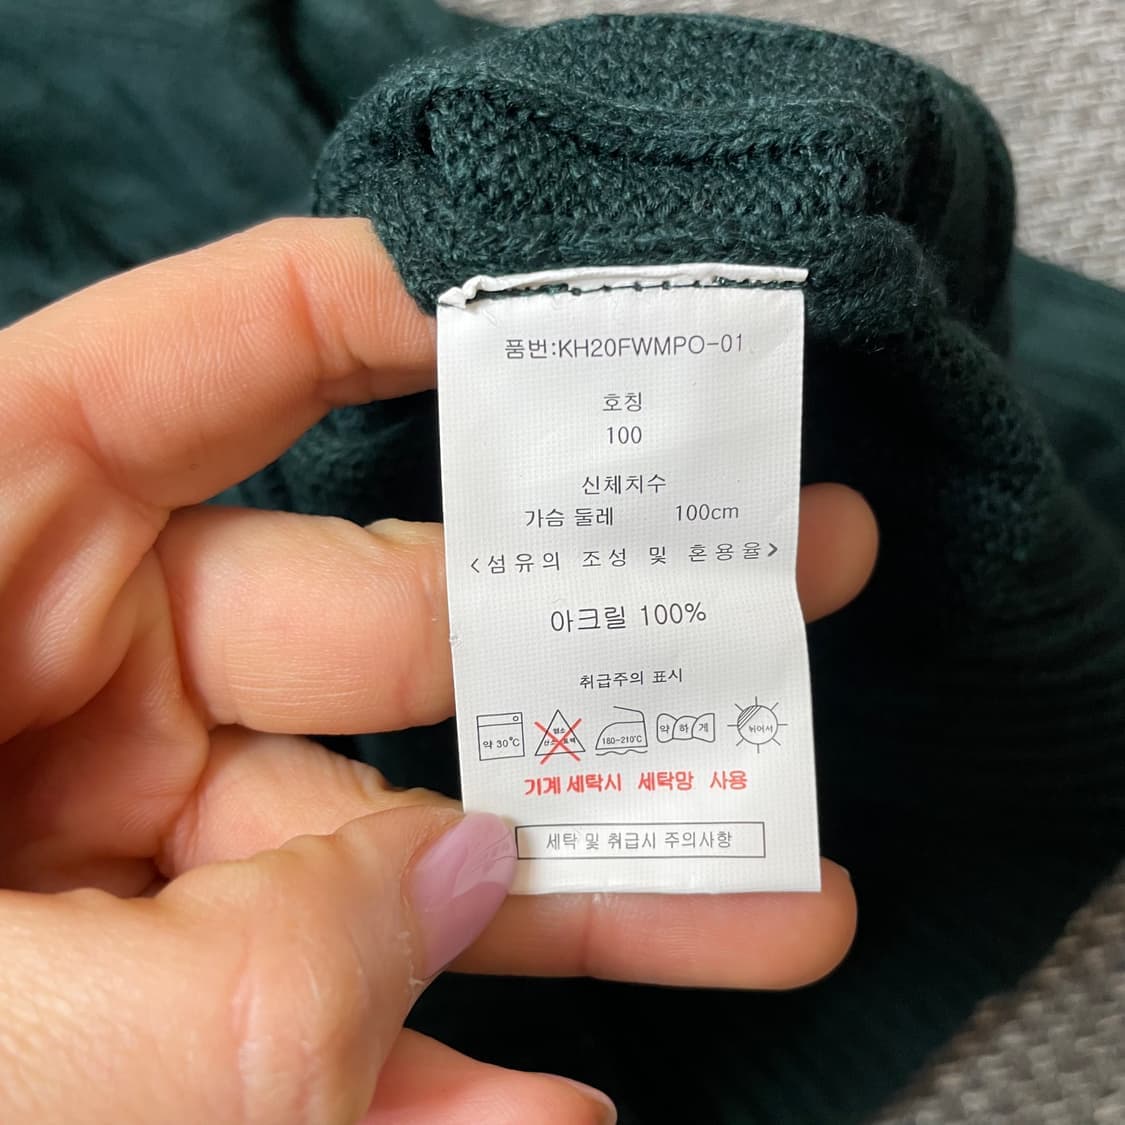 품번:KH20FWMPO-01
호칭
100
신체치수
가슴 둘레 100cm
<섬유의 조성 및 혼용율>
아크릴 100%
취급주의 표시
약 30℃
180-210℃
약하게
뉘어서
기계 세탁시 세탁망 사용
세탁 및 취급시 주의사항